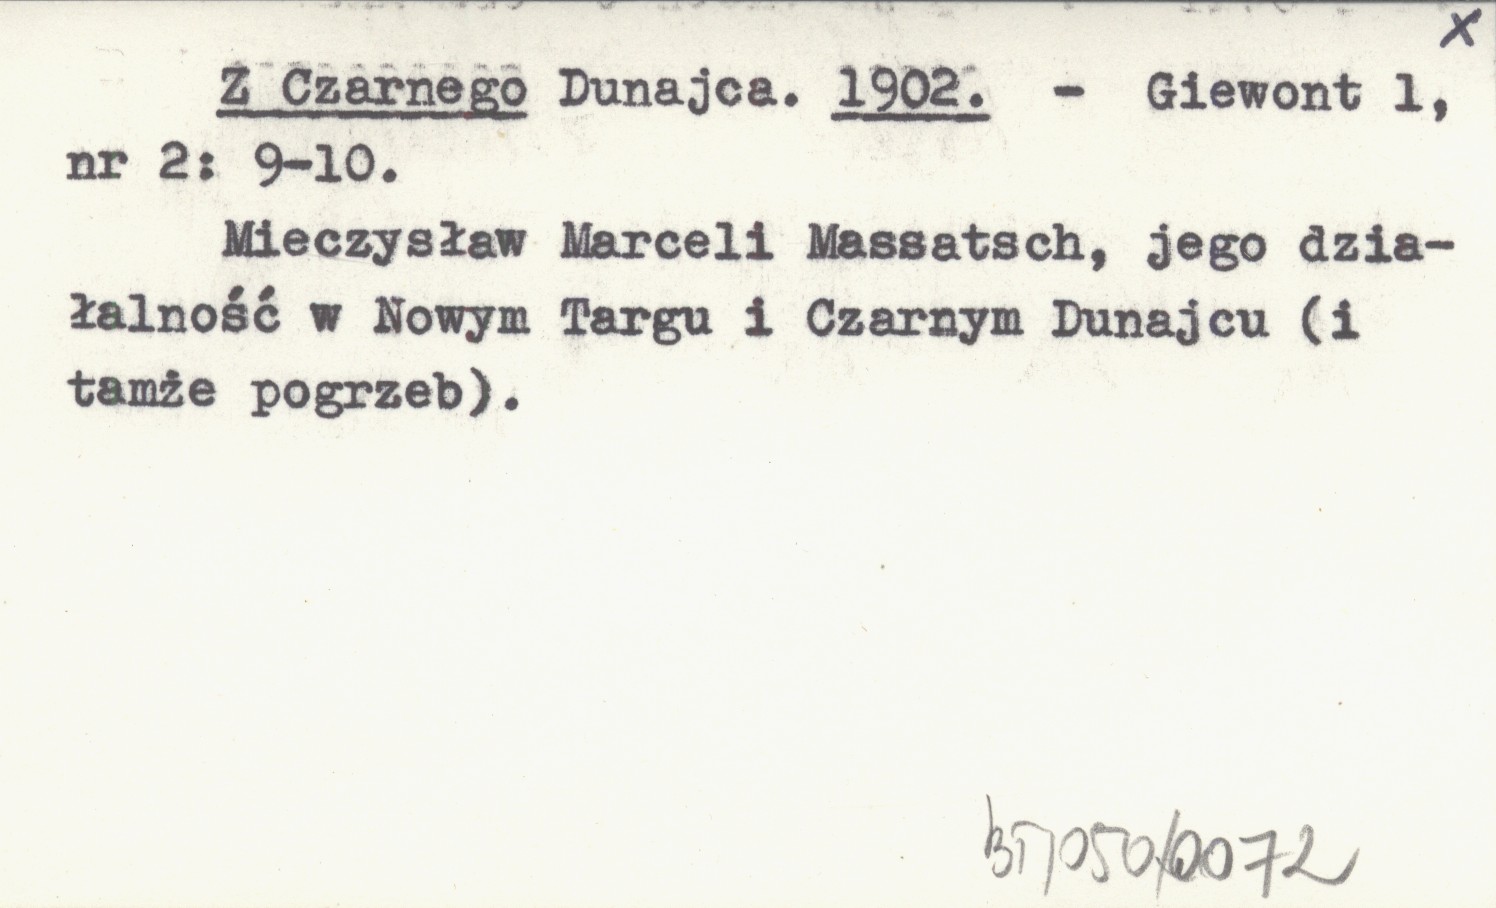 x
Z Czarnego Dunajca. 1902. - Giewont 1,
nr 2: 9-10.
Mieczysław Marceli Massatsch, jego dzia-
łalność w Nowym Targu i Czarnym Dunajcu (i
tamże pogrzeb).
050/0072